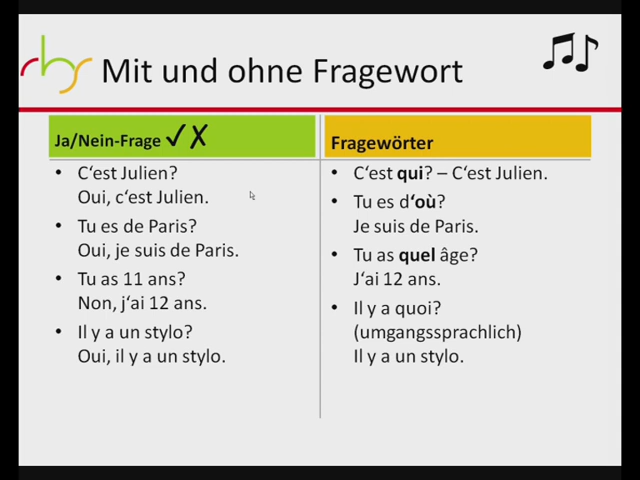 rhs
Mit und ohne Fragewort
Ja/Nein-Frage ✓✗
• C‘est Julien?
Oui, c‘est Julien.
• Tu es de Paris?
Oui, je suis de Paris.
• Tu as 11 ans?
Non, j‘ai 12 ans.
• Il y a un stylo?
Oui, il y a un stylo.
Fragewörter
• C‘est qui? – C‘est Julien.
• Tu es d‘où?
Je suis de Paris.
• Tu as quel âge?
J‘ai 12 ans.
• Il y a quoi?
(umgangssprachlich)
Il y a un stylo.